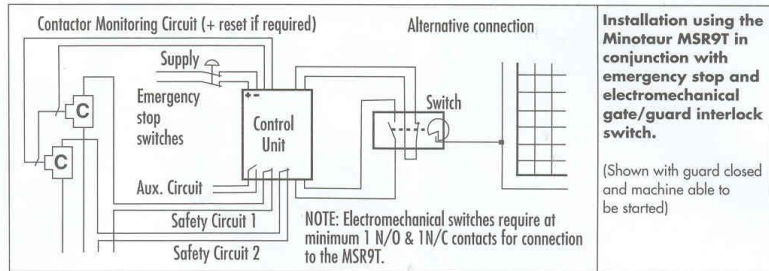 Contactor Monitoring Circuit (+ reset if required)
Alternative connection
Supply
Emergency
stop
switches
+ -
Control
Unit
Switch
C
C
Aux. Circuit
Safety Circuit 1
Safety Circuit 2
NOTE: Electromechanical switches require at
minimum 1 N/O & 1N/C contacts for connection
to the MSR9T.
Installation using the
Minotaur MSR9T in
conjunction with
emergency stop and
electromechanical
gate/guard interlock
switch.
(Shown with guard closed
and machine able to
be started)